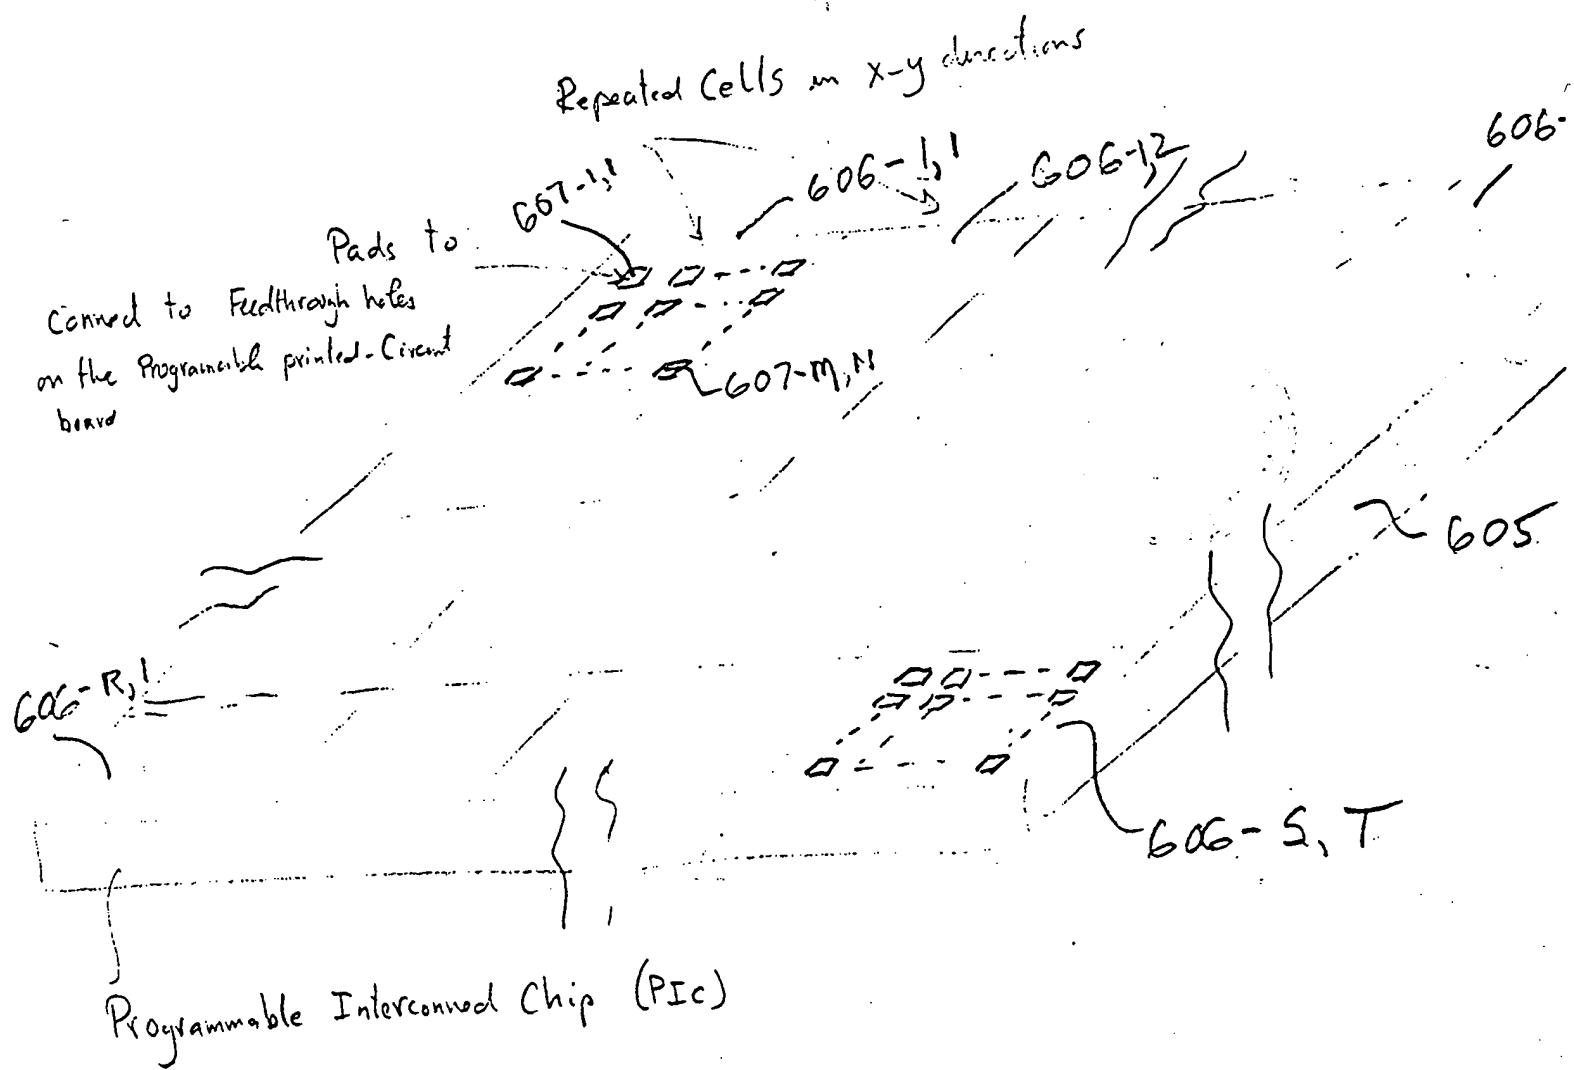 Repeated Cells in x-y directions
606-
607-1,1
606-1,1
606-1,2
Pads to
Connect to Feedthrough holes
on the Programable printed-Circuit
board
607-M,N
605
606-R,1
606-S,T
Programmable Interconnect Chip (PIC)